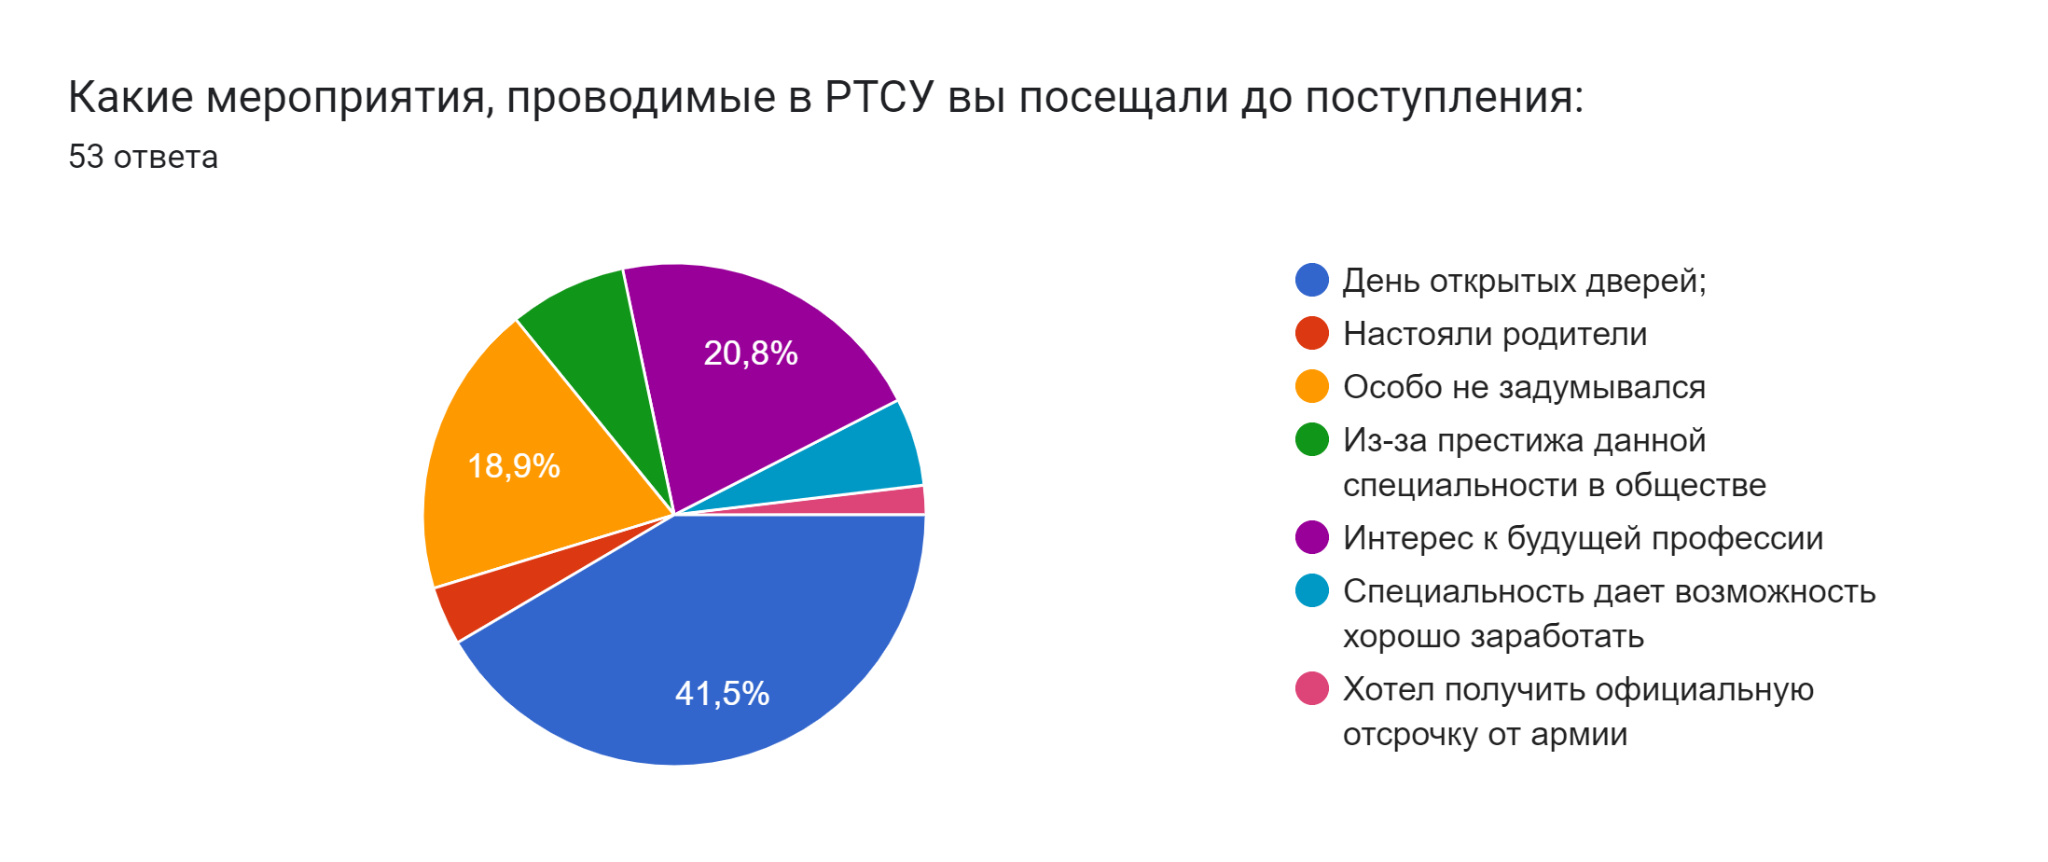 Какие мероприятия, проводимые в РТСУ вы посещали до поступления:
53 ответа
20,8%
18,9%
41,5%
День открытых дверей;
Настояли родители
Особо не задумывался
Из-за престижа данной
специальности в обществе
Интерес к будущей профессии
Специальность дает возможность
хорошо заработать
Хотел получить официальную
отсрочку от армии